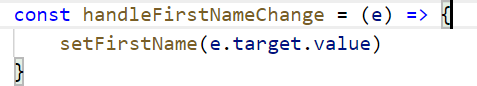 const handleFirstNameChange = (e) => {
    setFirstName(e.target.value)
}